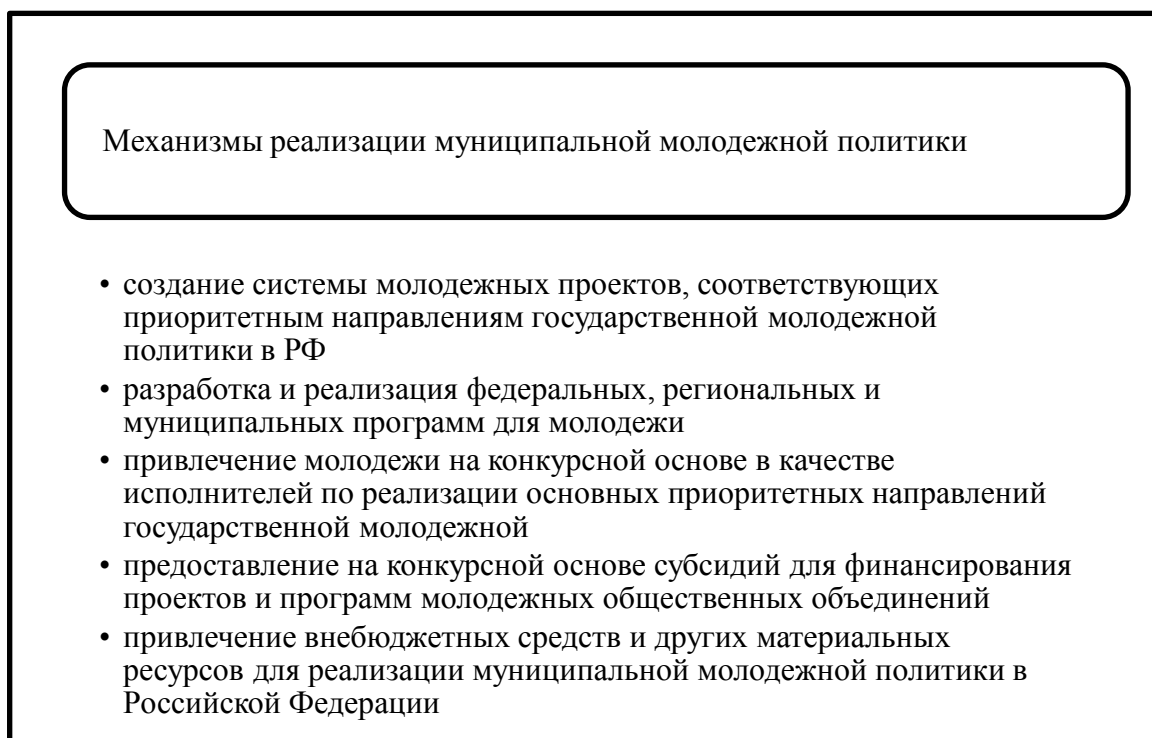 Механизмы реализации муниципальной молодежной политики
• создание системы молодежных проектов, соответствующих
приоритетным направлениям государственной молодежной
политики в РФ
• разработка и реализация федеральных, региональных и
муниципальных программ для молодежи
• привлечение молодежи на конкурсной основе в качестве
исполнителей по реализации основных приоритетных направлений
государственной молодежной
• предоставление на конкурсной основе субсидий для финансирования
проектов и программ молодежных общественных объединений
• привлечение внебюджетных средств и других материальных
ресурсов для реализации муниципальной молодежной политики в
Российской Федерации